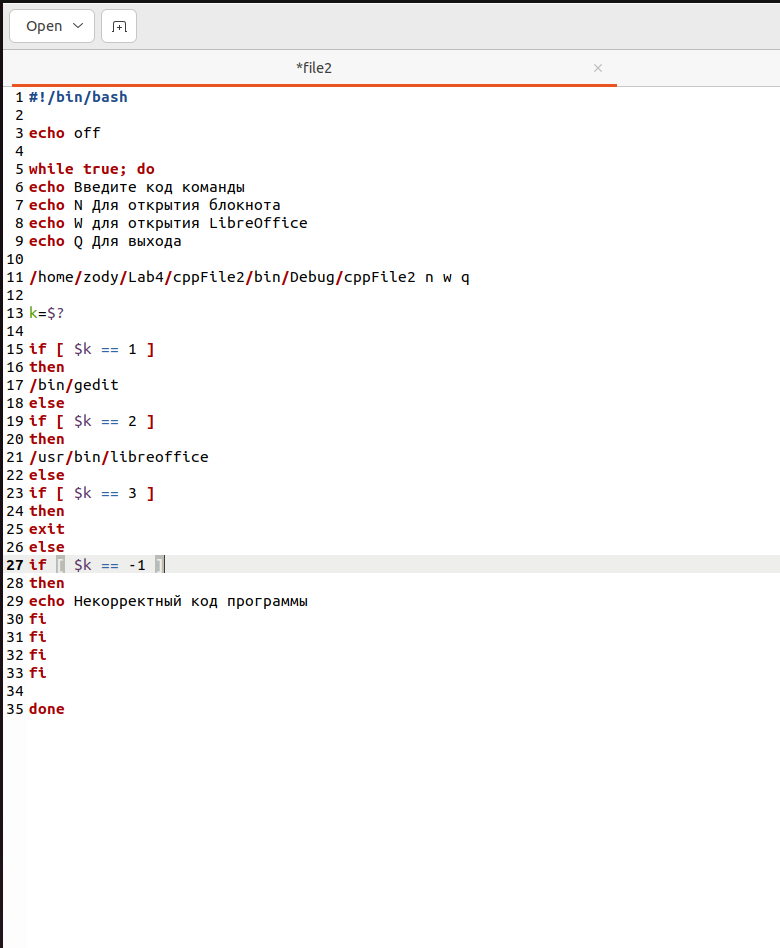 Open
*file2
1 #!/bin/bash
2
3 echo off
4
5 while true; do
6 echo Введите код команды
7 echo N Для открытия блокнота
8 echo W для открытия LibreOffice
9 echo Q Для выхода
10
11 /home/zody/Lab4/cppFile2/bin/Debug/cppFile2 n w q
12
13 k=$?
14
15 if [ $k == 1 ]
16 then
17 /bin/gedit
18 else
19 if [ $k == 2 ]
20 then
21 /usr/bin/libreoffice
22 else
23 if [ $k == 3 ]
24 then
25 exit
26 else
27 if [ $k == -1 ]
28 then
29 echo Некорректный код программы
30 fi
31 fi
32 fi
33 fi
34
35 done